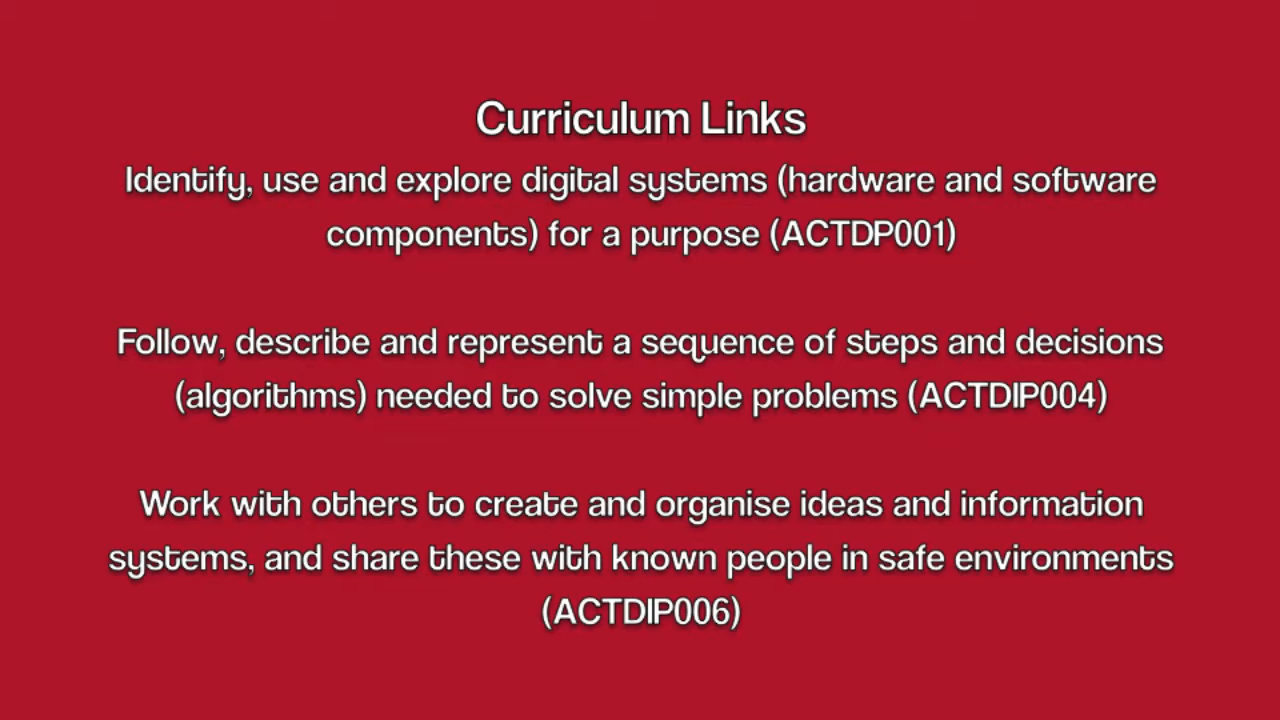 Curriculum Links
Identify, use and explore digital systems (hardware and software
components) for a purpose (ACTDP001)
Follow, describe and represent a sequence of steps and decisions
(algorithms) needed to solve simple problems (ACTDIP004)
Work with others to create and organise ideas and information
systems, and share these with known people in safe environments
(ACTDIP006)